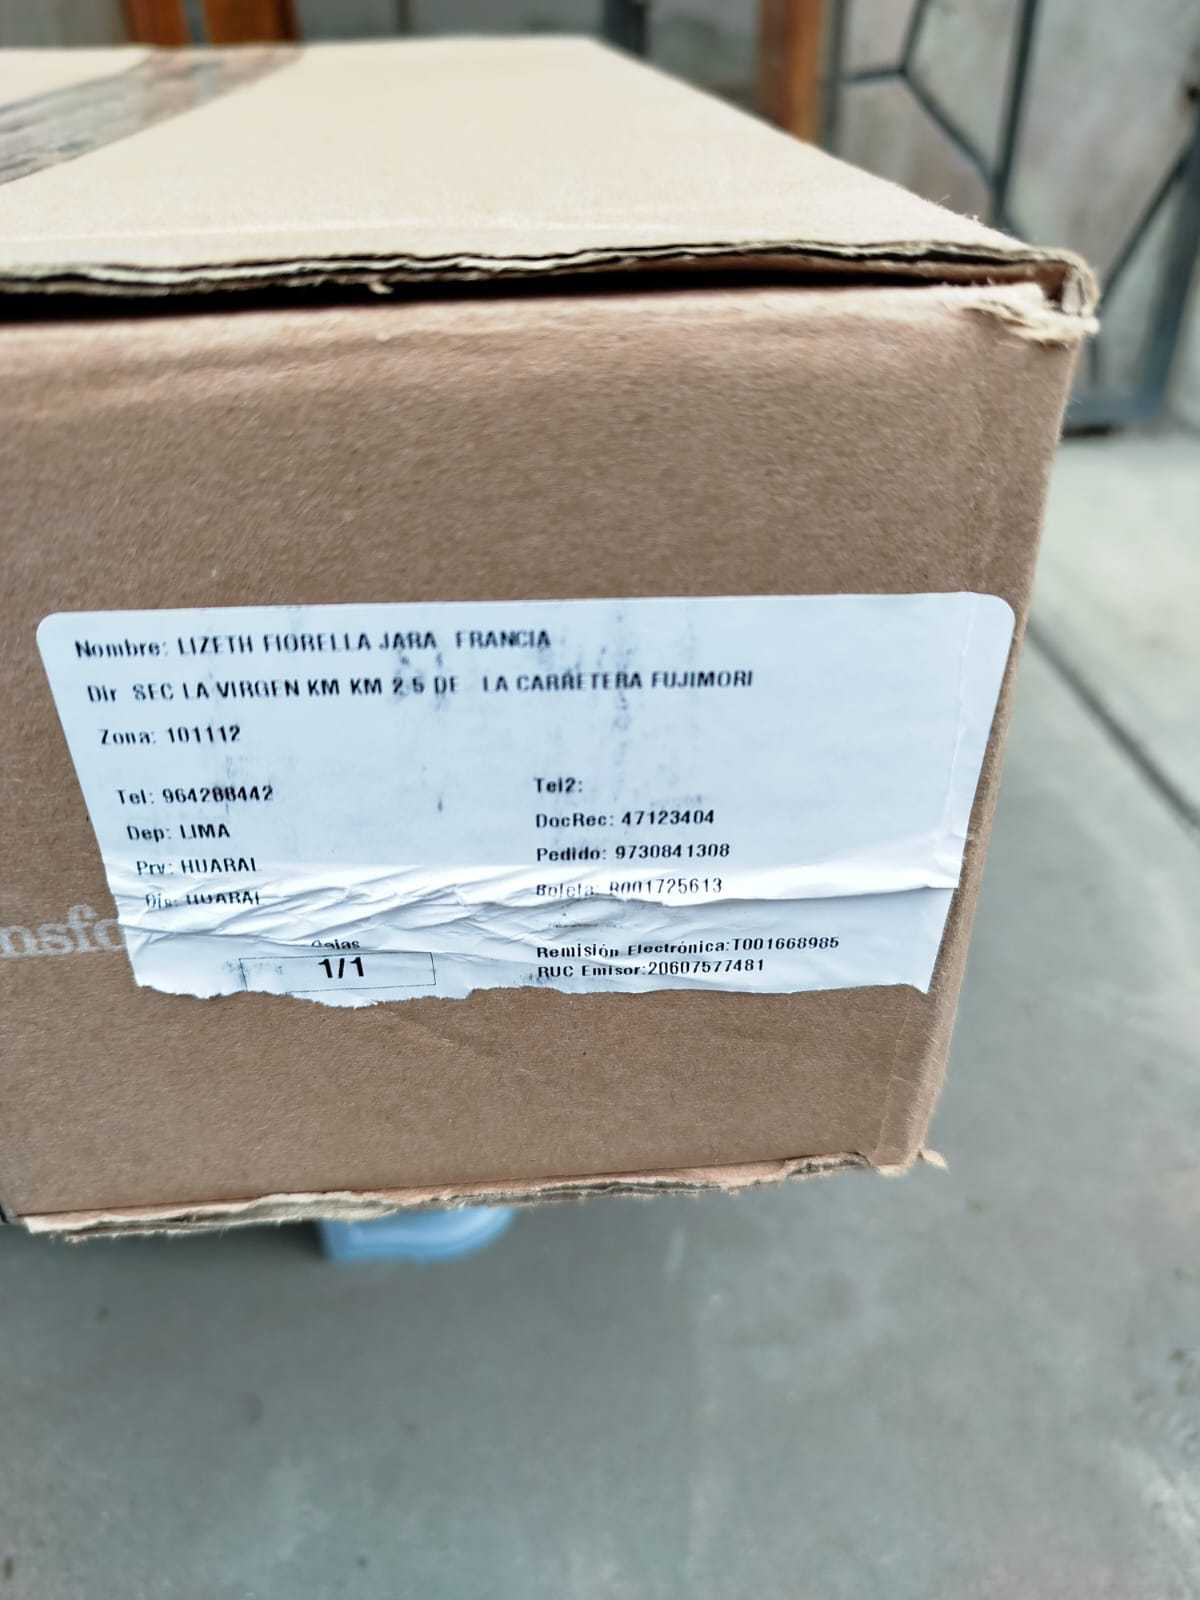 Nombre: LIZETH FIORELLA JARA FRANCIA
Dir SEC LA VIRGEN KM KM 2.5 DE LA CARRETERA FUJIMORI
Zona: 101112
Tel: 964288442
Tel2:
Dep: LIMA
DocRec: 47123404
Prv: HUARAL
Pedido: 9730841308
Dis: HUARAL
Boleta: B001725613
Cajas
1/1
Remisión Electrónica:T001668985
RUC Emisor:20607577481